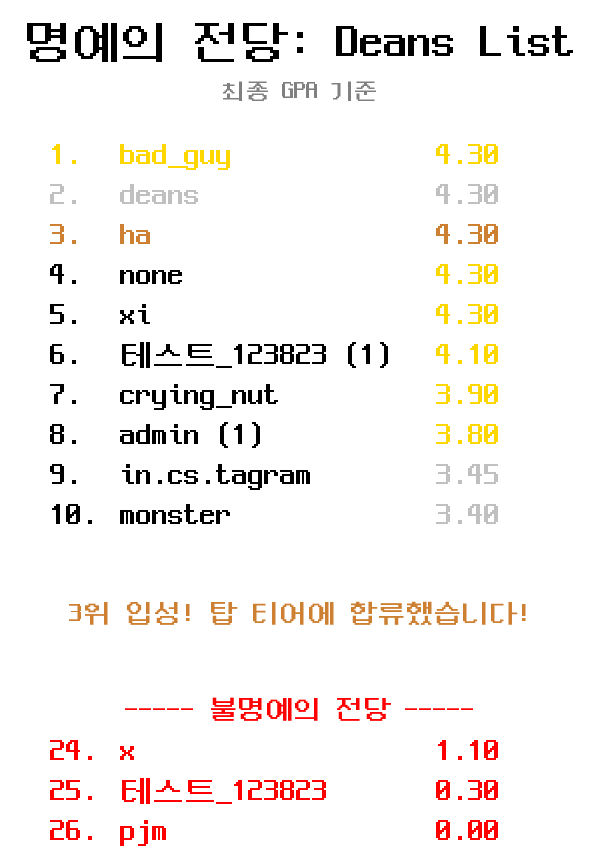 명예의 전당: Deans List
최종 GPA 기준
1. bad_guy 4.30
2. deans 4.30
3. ha 4.30
4. none 4.30
5. xi 4.30
6. 테스트_123823 (1) 4.10
7. crying_nut 3.90
8. admin (1) 3.80
9. in.cs.tagram 3.45
10. monster 3.40
3위 입성! 탑 티어에 합류했습니다!
----- 불명예의 전당 -----
24. x 1.10
25. 테스트_123823 0.30
26. pjm 0.00